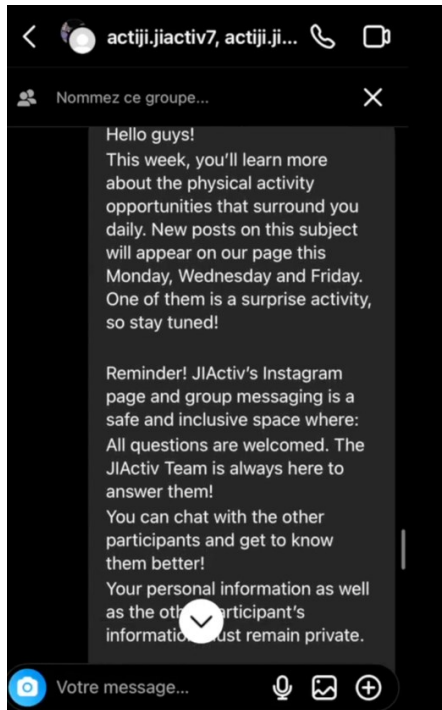 actiji.jiactiv7, actiji.ji...
Nommez ce groupe...
Hello guys!
This week, you'll learn more
about the physical activity
opportunities that surround you
daily. New posts on this subject
will appear on our page this
Monday, Wednesday and Friday.
One of them is a surprise activity,
so stay tuned!
Reminder! JIActiv's Instagram
page and group messaging is a
safe and inclusive space where:
All questions are welcomed. The
JIActiv Team is always here to
answer them!
You can chat with the other
participants and get to know
them better!
Your personal information as well
as the participant's
must remain private.
Votre message...